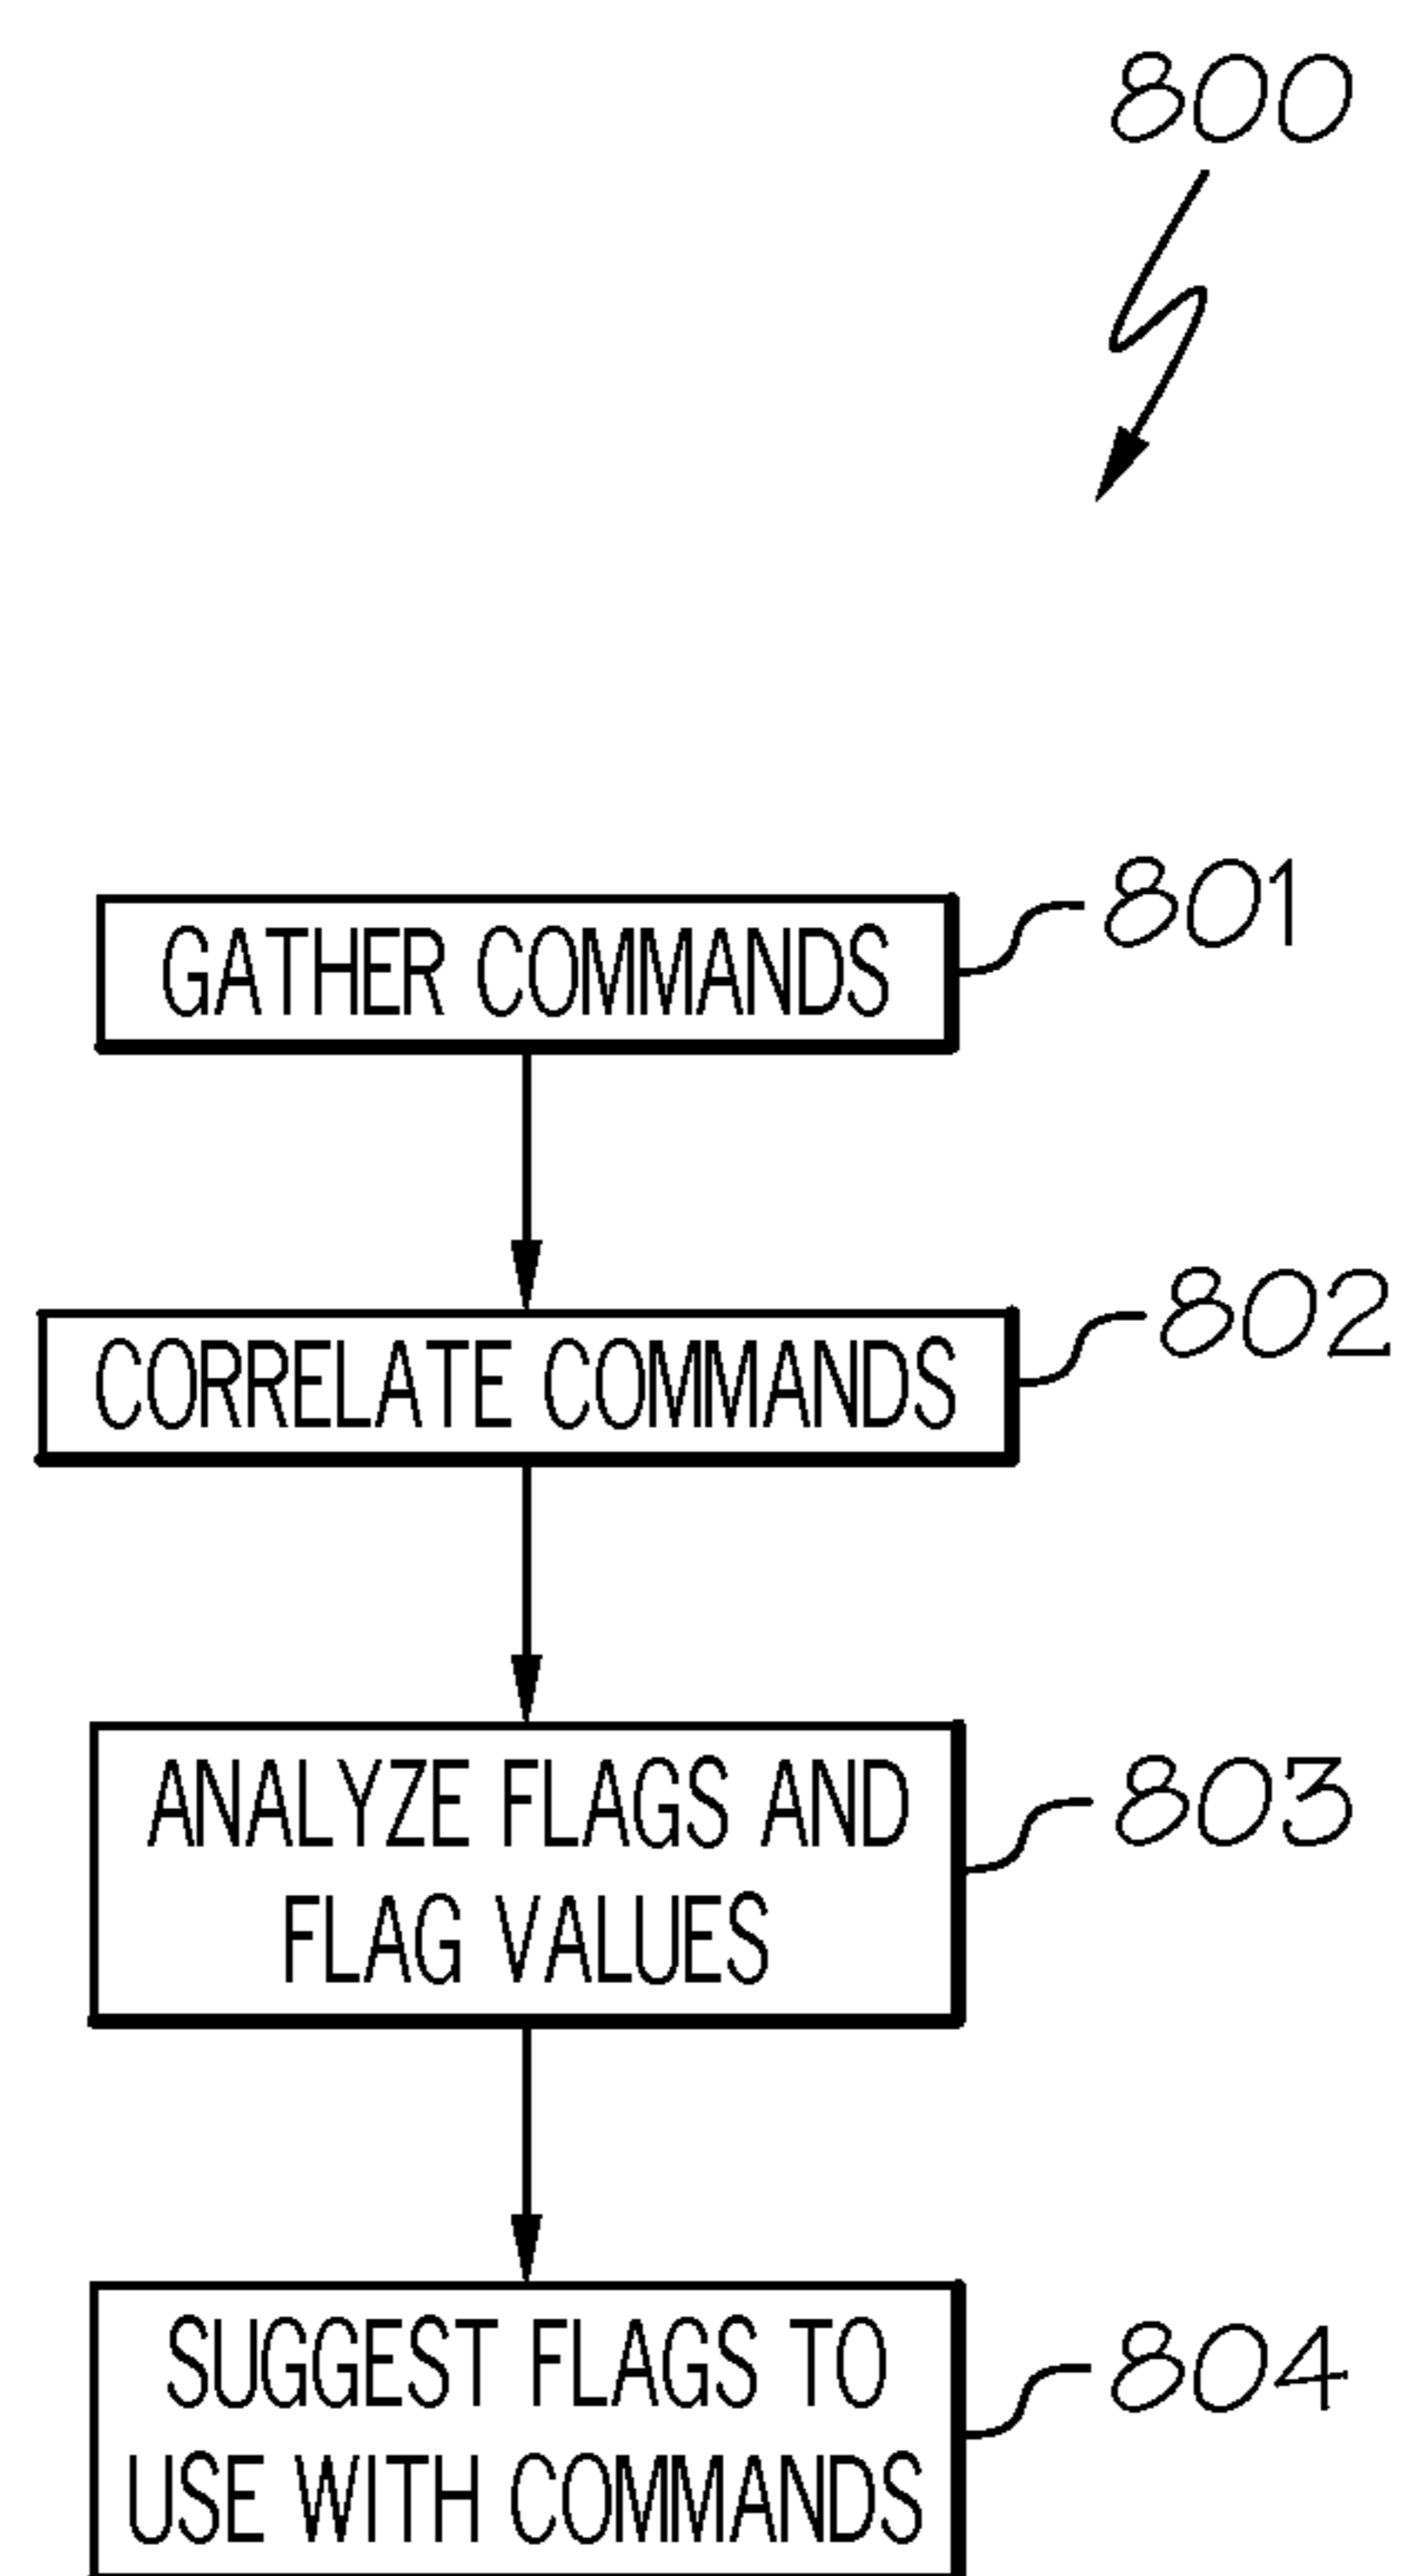 800
GATHER COMMANDS
801
CORRELATE COMMANDS
802
ANALYZE FLAGS AND
FLAG VALUES
803
SUGGEST FLAGS TO
USE WITH COMMANDS
804